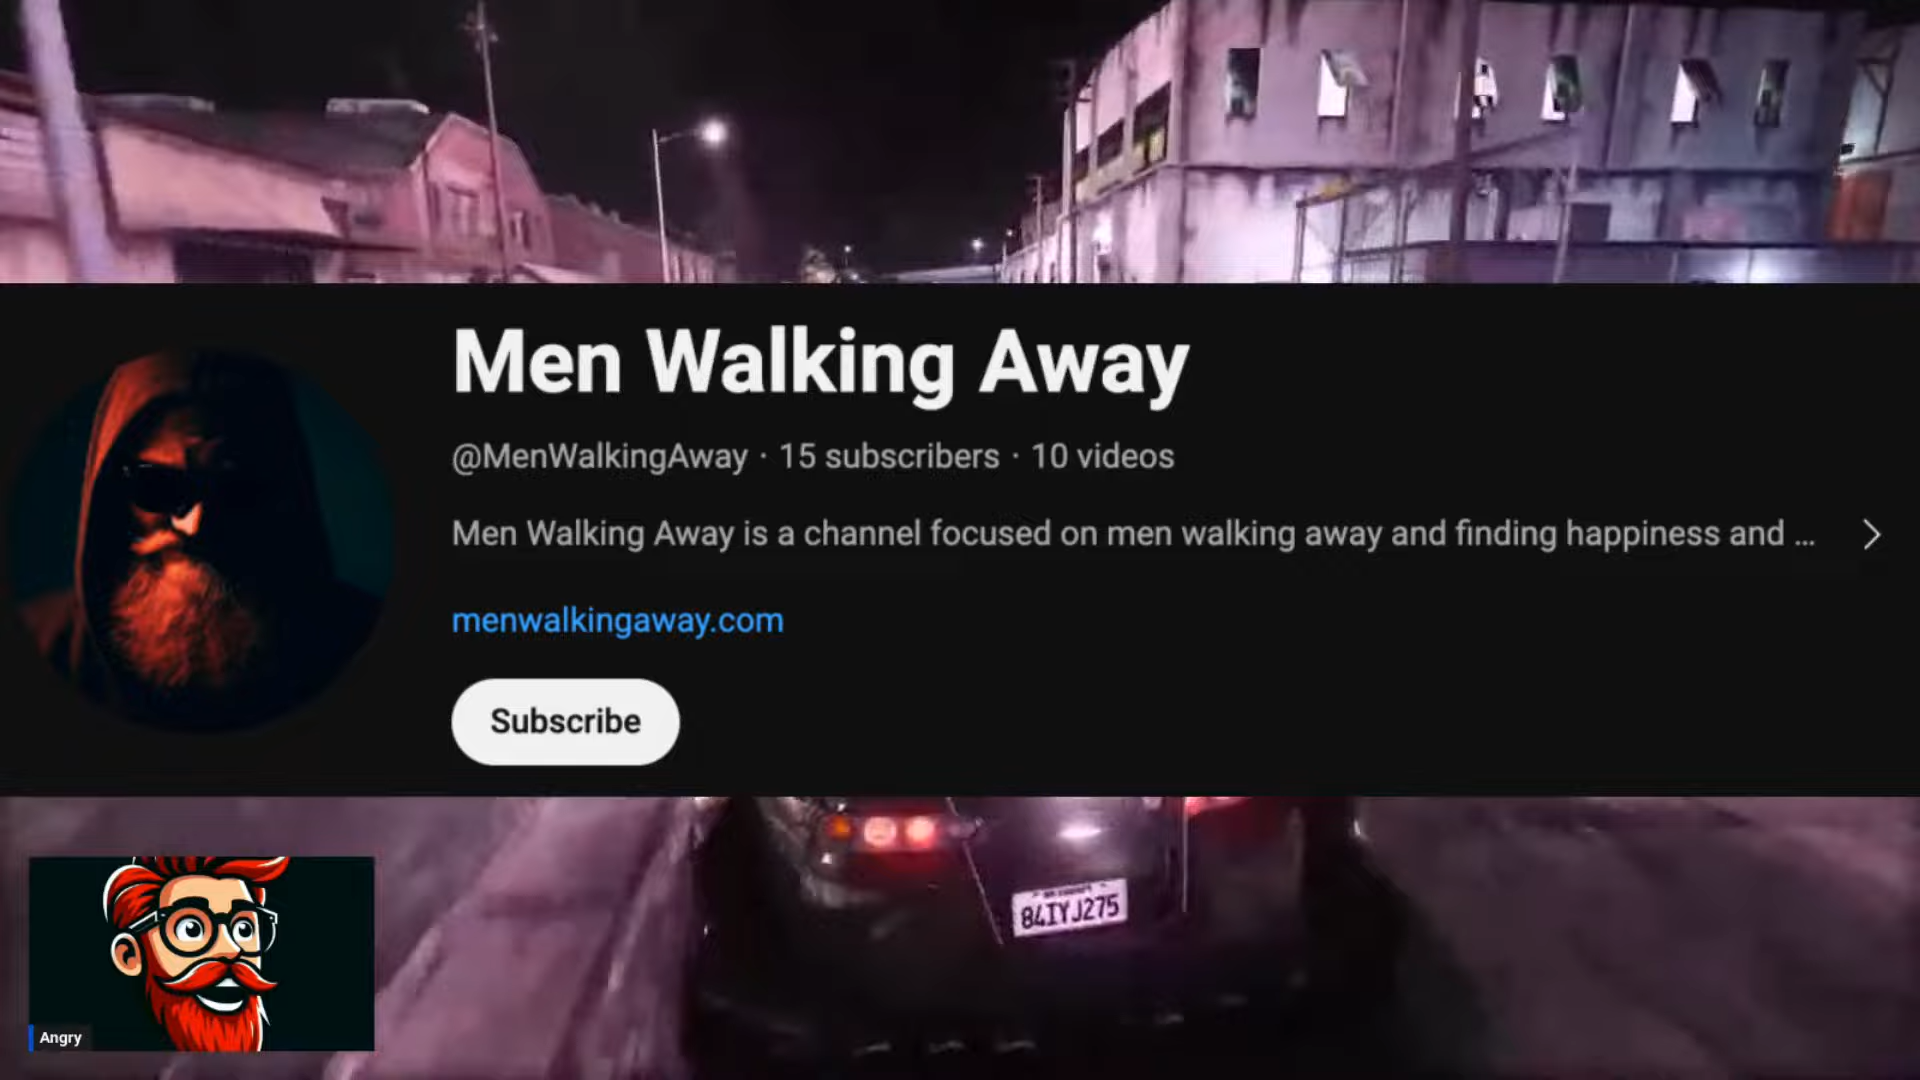 Men Walking Away
@MenWalkingAway · 15 subscribers · 10 videos
Men Walking Away is a channel focused on men walking away and finding happiness and ...
menwalkingaway.com
Subscribe
84IYJ275
Angry